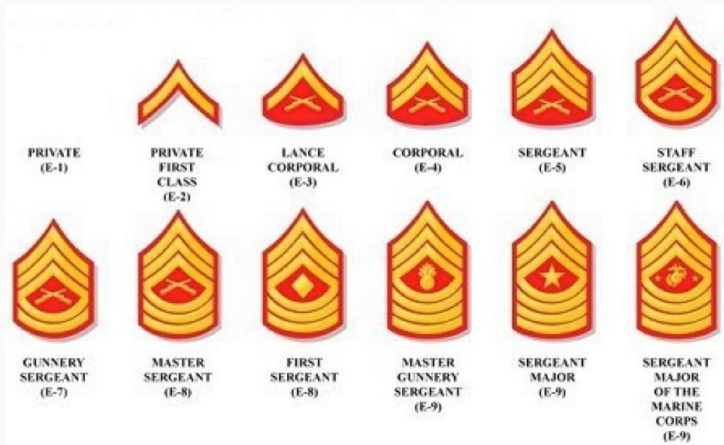 PRIVATE
(E-1)
PRIVATE
FIRST
CLASS
(E-2)
LANCE
CORPORAL
(E-3)
CORPORAL
(E-4)
SERGEANT
(E-5)
STAFF
SERGEANT
(E-6)
GUNNERY
SERGEANT
(E-7)
MASTER
SERGEANT
(E-8)
FIRST
SERGEANT
(E-8)
MASTER
GUNNERY
SERGEANT
(E-9)
SERGEANT
MAJOR
(E-9)
SERGEANT
MAJOR
OF THE
MARINE
CORPS
(E-9)